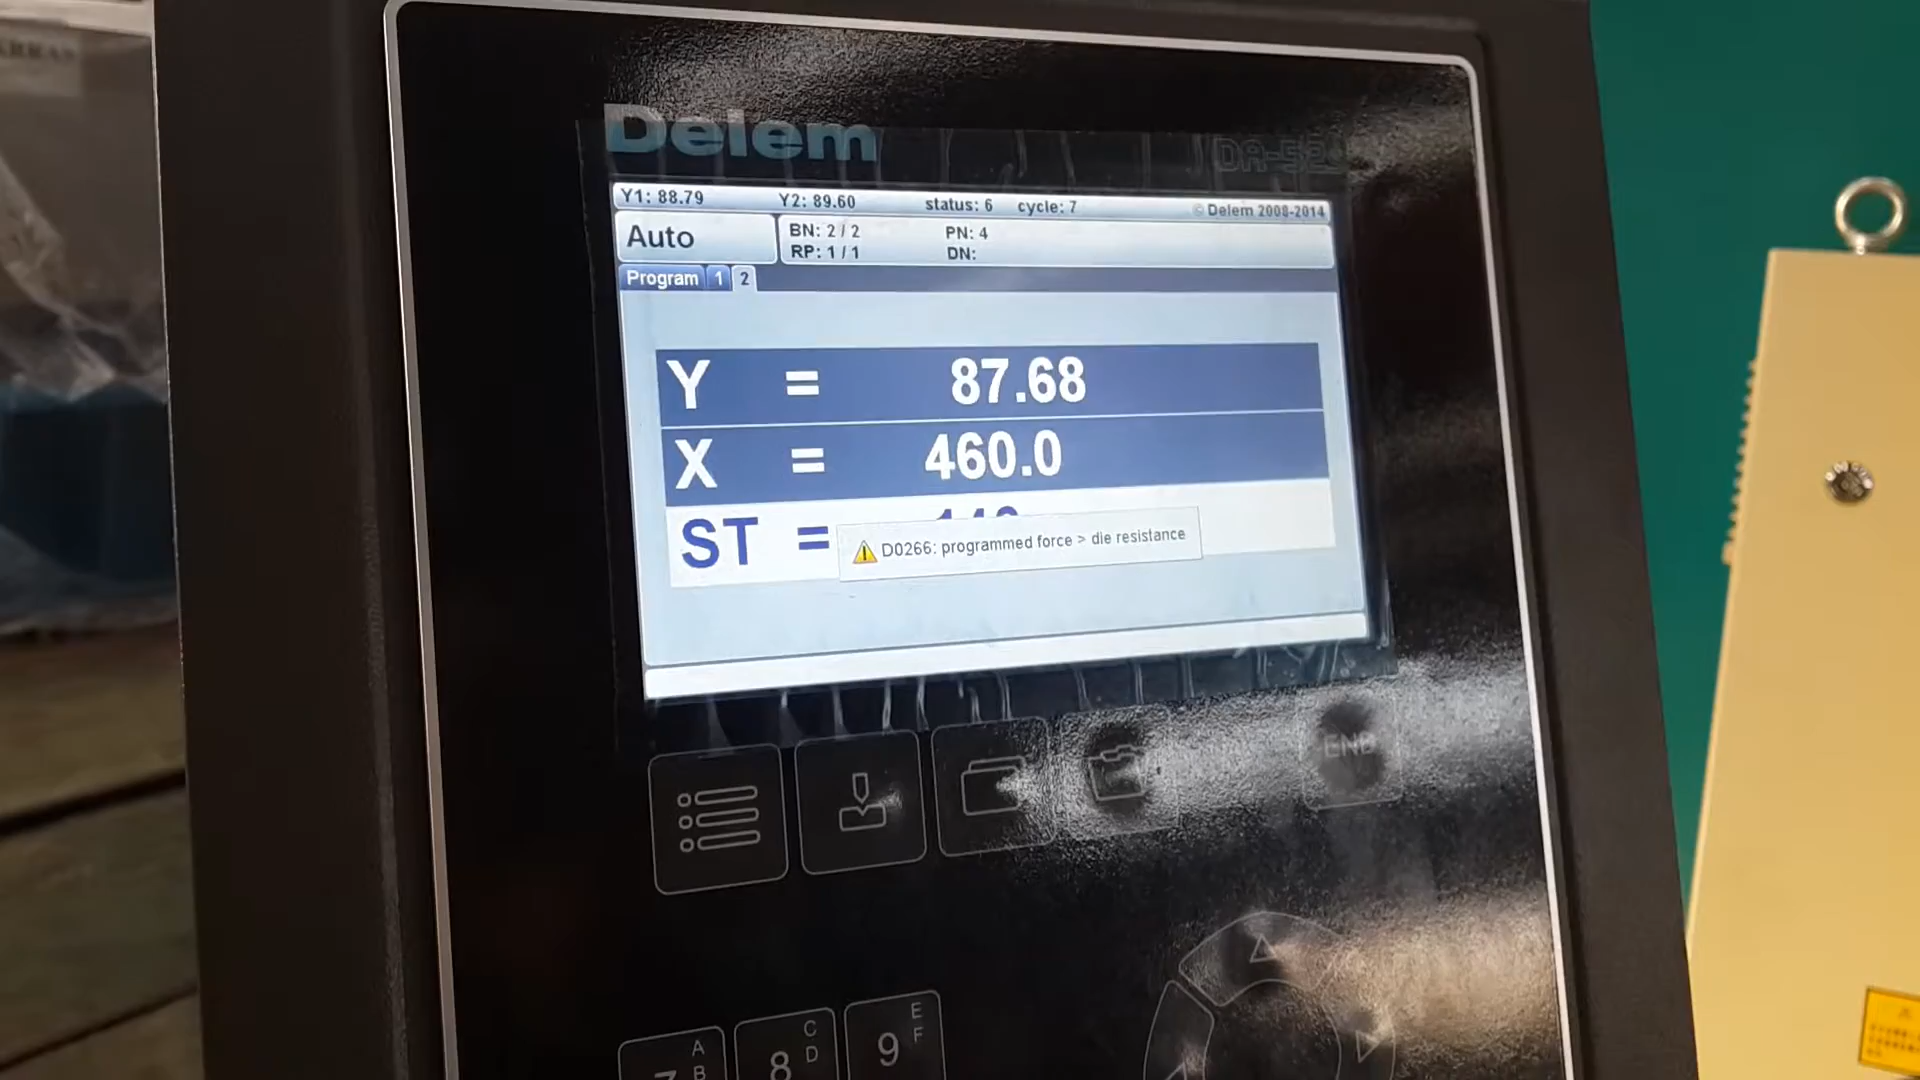 Delem
Y1: 88.79 Y2: 89.60 status: 6 cycle: 7 © Delem 2008-2014
Auto
BN: 2 / 2 PN: 4
RP: 1 / 1 DN:
Program 1 2
Y = 87.68
X = 460.0
ST =
D0266: programmed force > die resistance
END
A
B
8 C
D
9 E
F